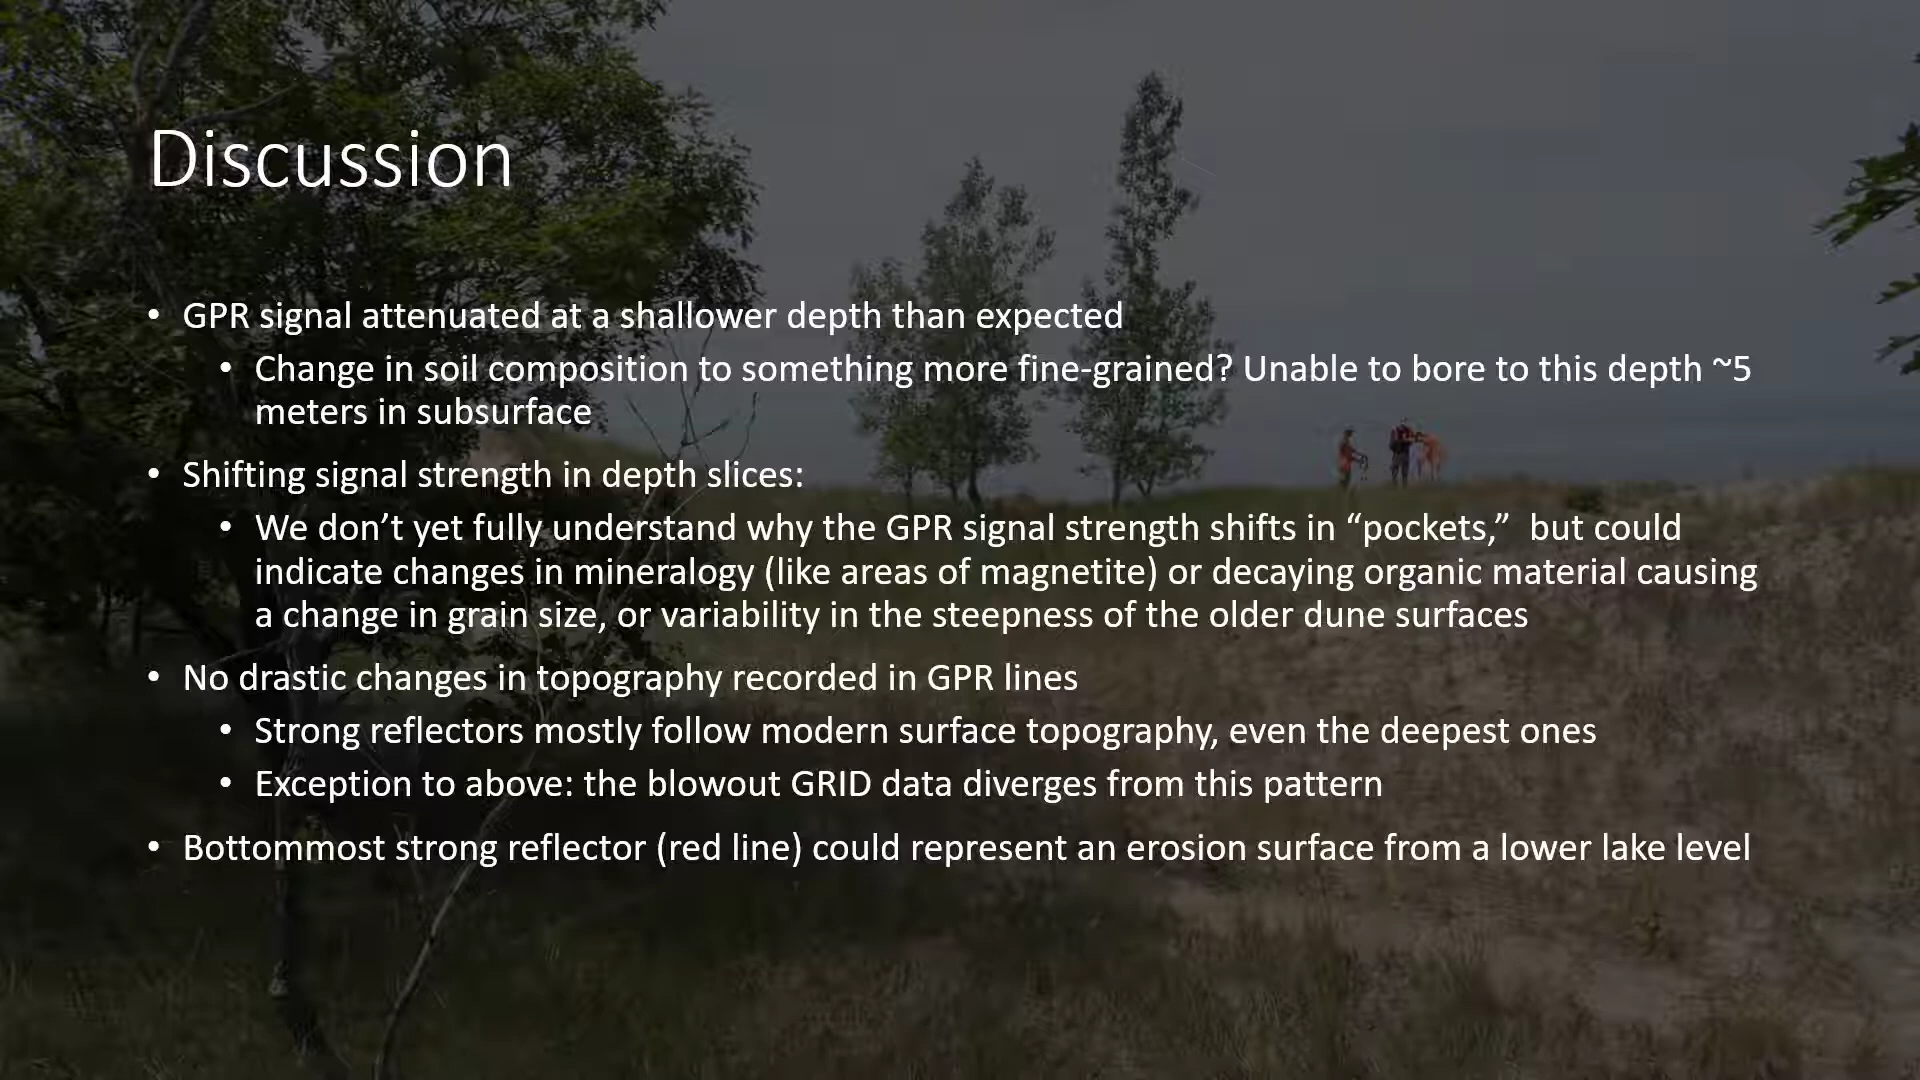 Discussion
• GPR signal attenuated at a shallower depth than expected
• Change in soil composition to something more fine-grained? Unable to bore to this depth ~5
meters in subsurface
• Shifting signal strength in depth slices:
• We don’t yet fully understand why the GPR signal strength shifts in “pockets,”  but could
indicate changes in mineralogy (like areas of magnetite) or decaying organic material causing
a change in grain size, or variability in the steepness of the older dune surfaces
• No drastic changes in topography recorded in GPR lines
• Strong reflectors mostly follow modern surface topography, even the deepest ones
• Exception to above: the blowout GRID data diverges from this pattern
• Bottommost strong reflector (red line) could represent an erosion surface from a lower lake level